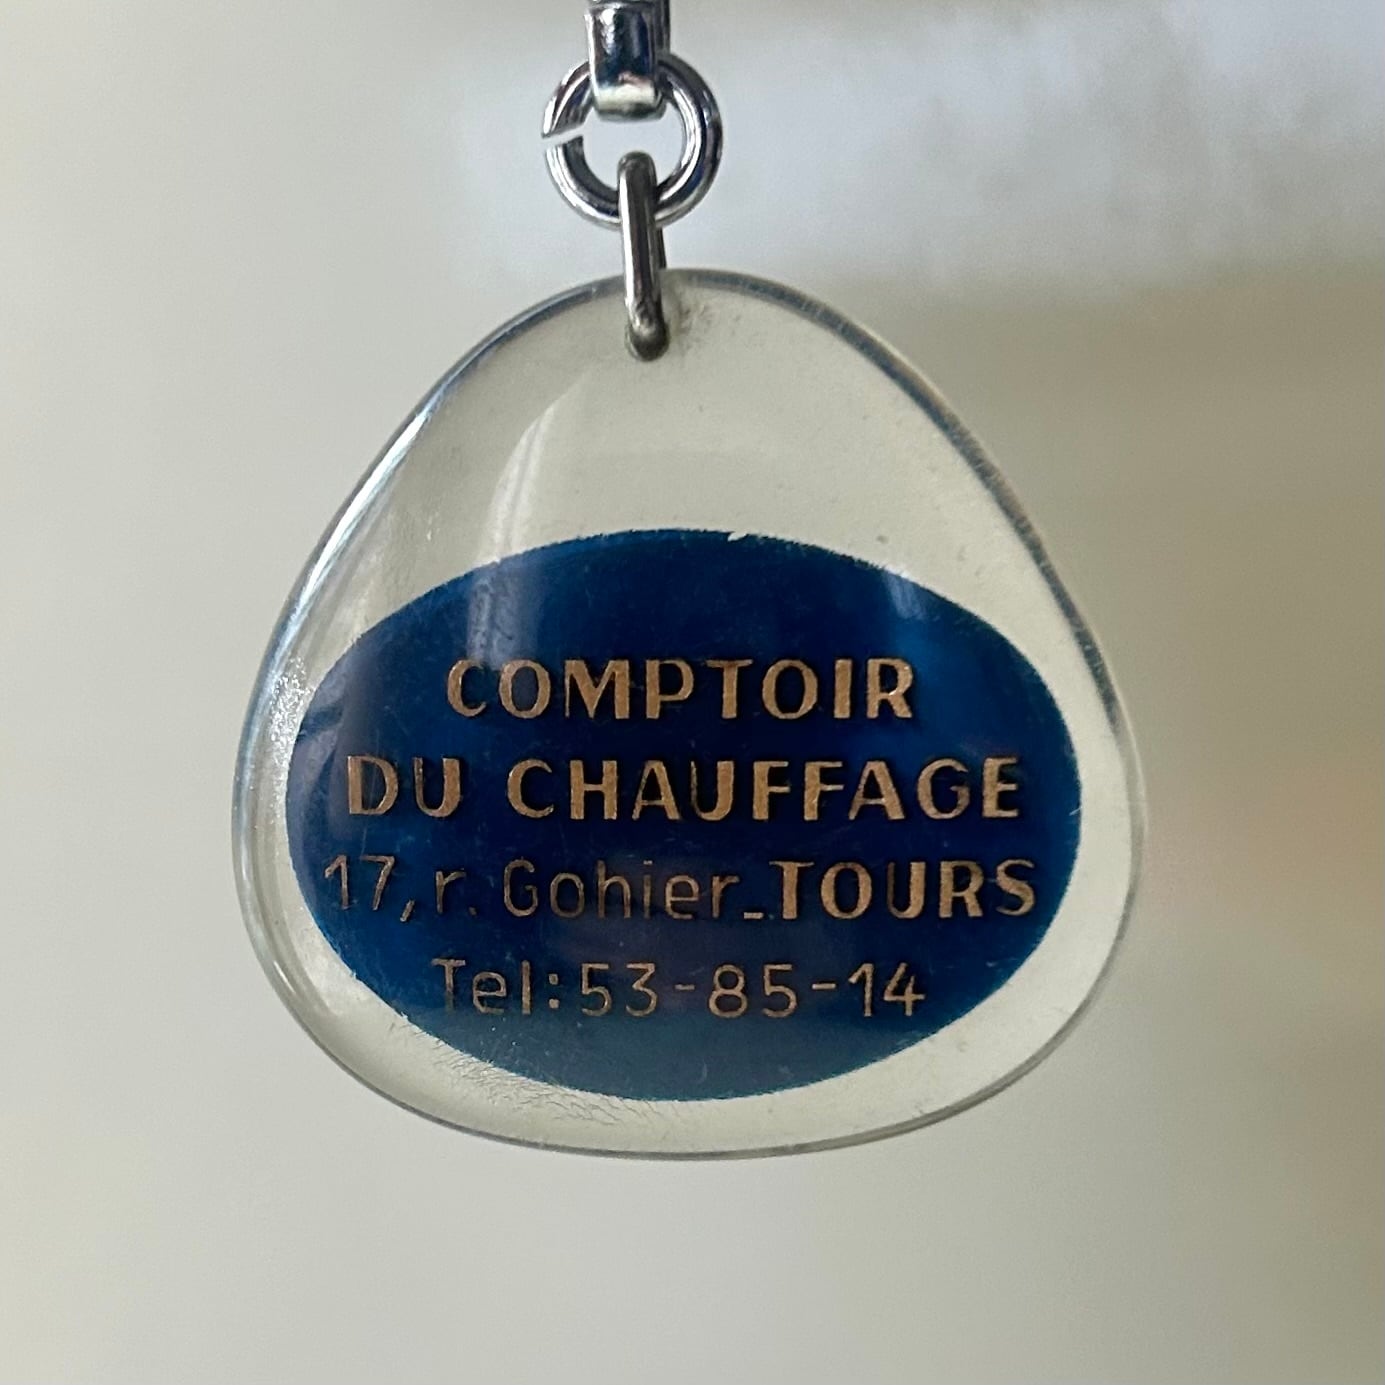 COMPTOIR
DU CHAUFFAGE
17, r. Gohier_TOURS
Tel: 53-85-14